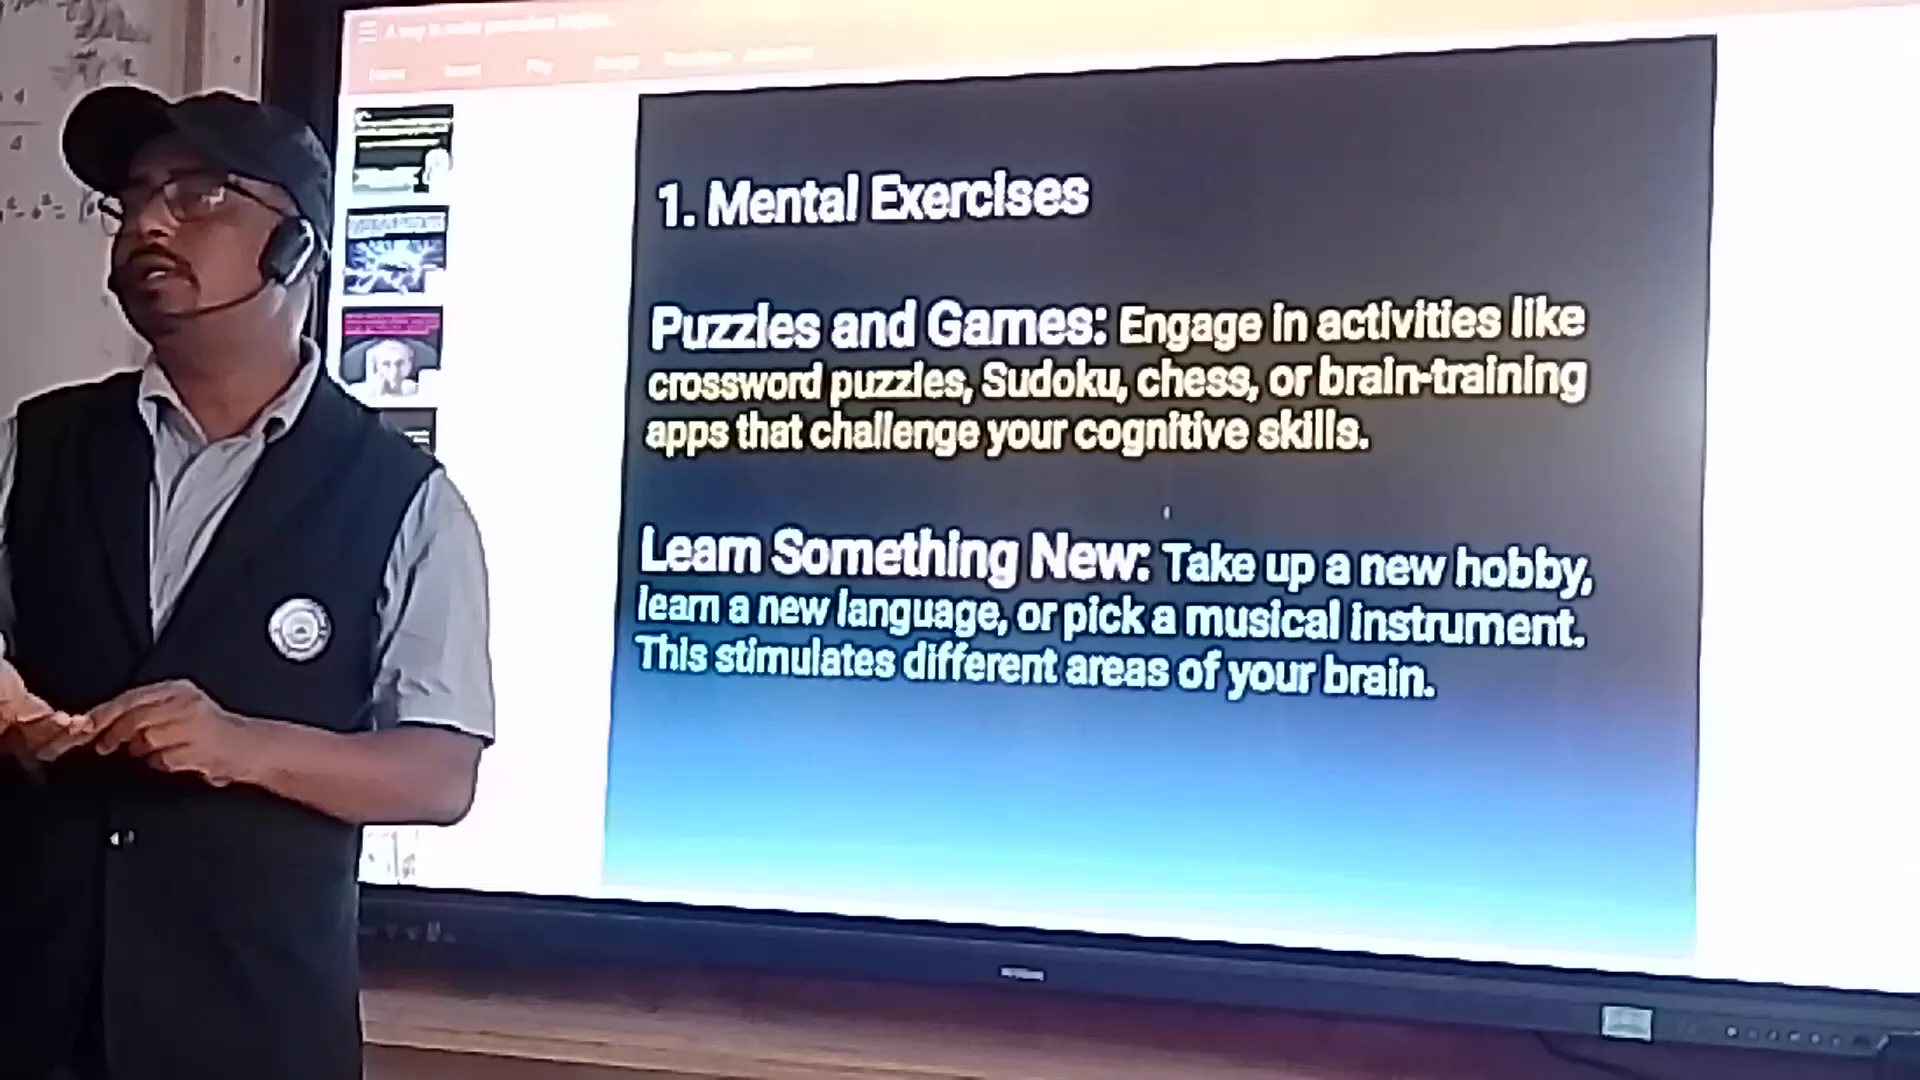 Home
1. Mental Exercises
Puzzles and Games: Engage in activities like
crossword puzzles, Sudoku, chess, or brain-training
apps that challenge your cognitive skills.
Learn Something New: Take up a new hobby,
learn a new language, or pick a musical instrument.
This stimulates different areas of your brain.